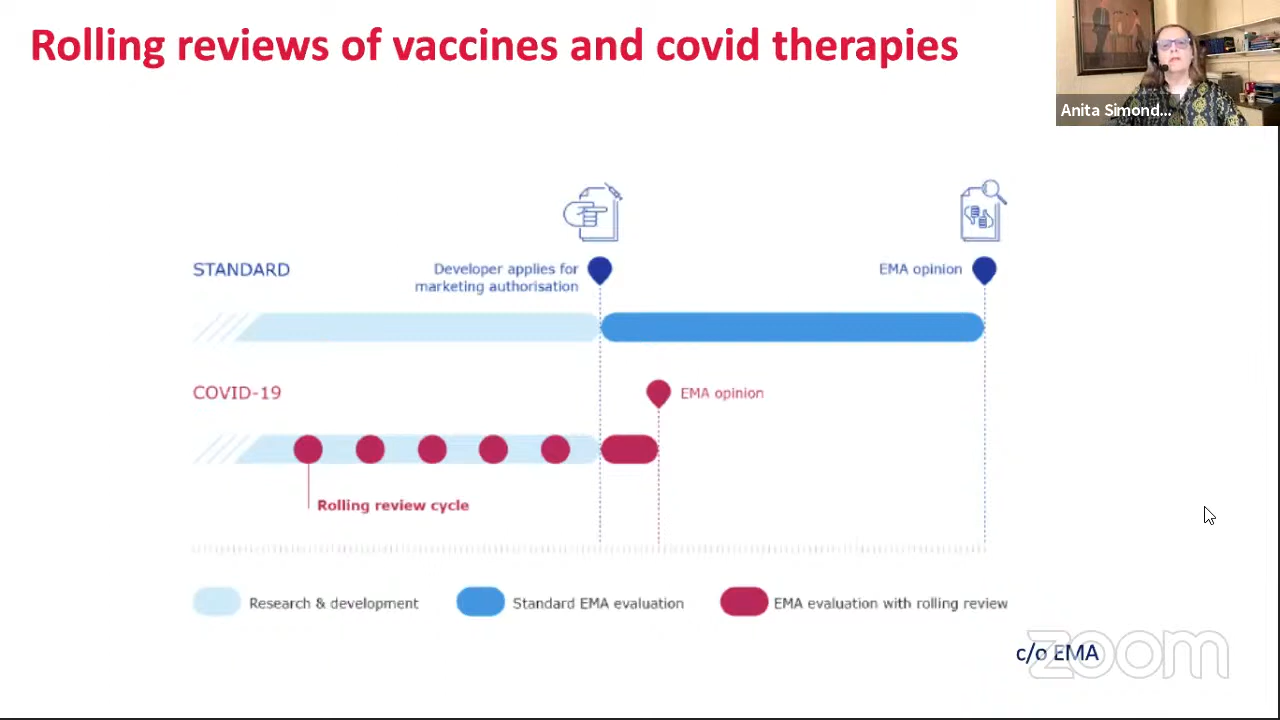 Rolling reviews of vaccines and covid therapies
Anita Simond...
STANDARD
Developer applies for
marketing authorisation
EMA opinion
COVID-19
EMA opinion
Rolling review cycle
Research & development
Standard EMA evaluation
EMA evaluation with rolling review
c/o EMA
zoom